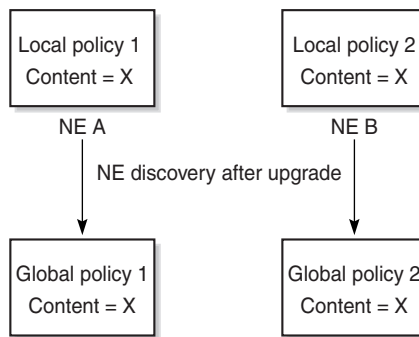 Local policy 1
Content = X
Local policy 2
Content = X
NE A
NE B
NE discovery after upgrade
Global policy 1
Content = X
Global policy 2
Content = X